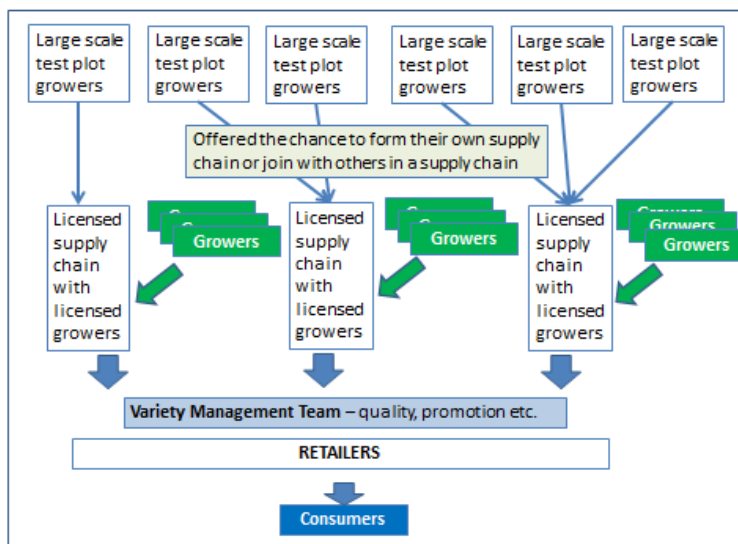 Large scale
test plot
growers
Large scale
test plot
growers
Large scale
test plot
growers
Large scale
test plot
growers
Large scale
test plot
growers
Large scale
test plot
growers
Offered the chance to form their own supply
chain or join with others in a supply chain
Licensed
supply
chain
with
licensed
growers
Growers
Licensed
supply
chain
with
licensed
growers
Growers
Licensed
supply
chain
with
licensed
growers
Growers
Growers
Growers
Variety Management Team – quality, promotion etc.
RETAILERS
Consumers